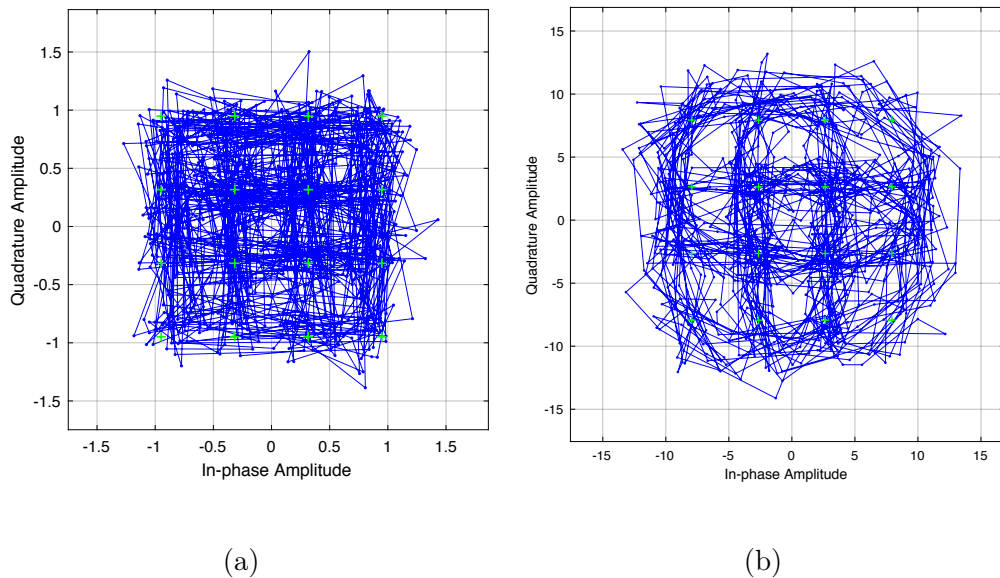 1.5
1
0.5
0
-0.5
-1
-1.5
Quadrature Amplitude
-1.5 -1 -0.5 0 0.5 1 1.5
In-phase Amplitude
(a)
15
10
5
0
-5
-10
-15
Quadrature Amplitude
-15 -10 -5 0 5 10 15
In-phase Amplitude
(b)